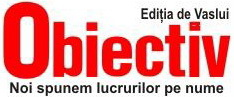 Ediția de Vaslui
Obiectiv
Noi spunem lucrurilor pe nume